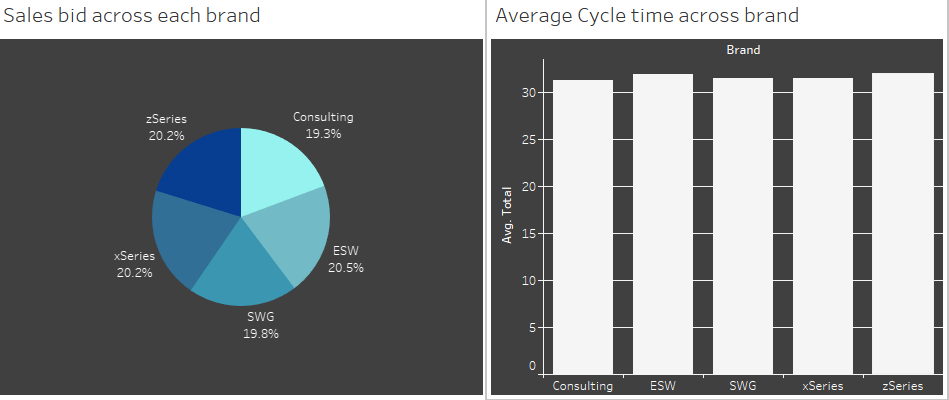 Sales bid across each brand
zSeries
20.2%
Consulting
19.3%
xSeries
20.2%
ESW
20.5%
SWG
19.8%
Average Cycle time across brand
Brand
Avg. Total
30
25
20
15
10
5
0
Consulting
ESW
SWG
xSeries
zSeries